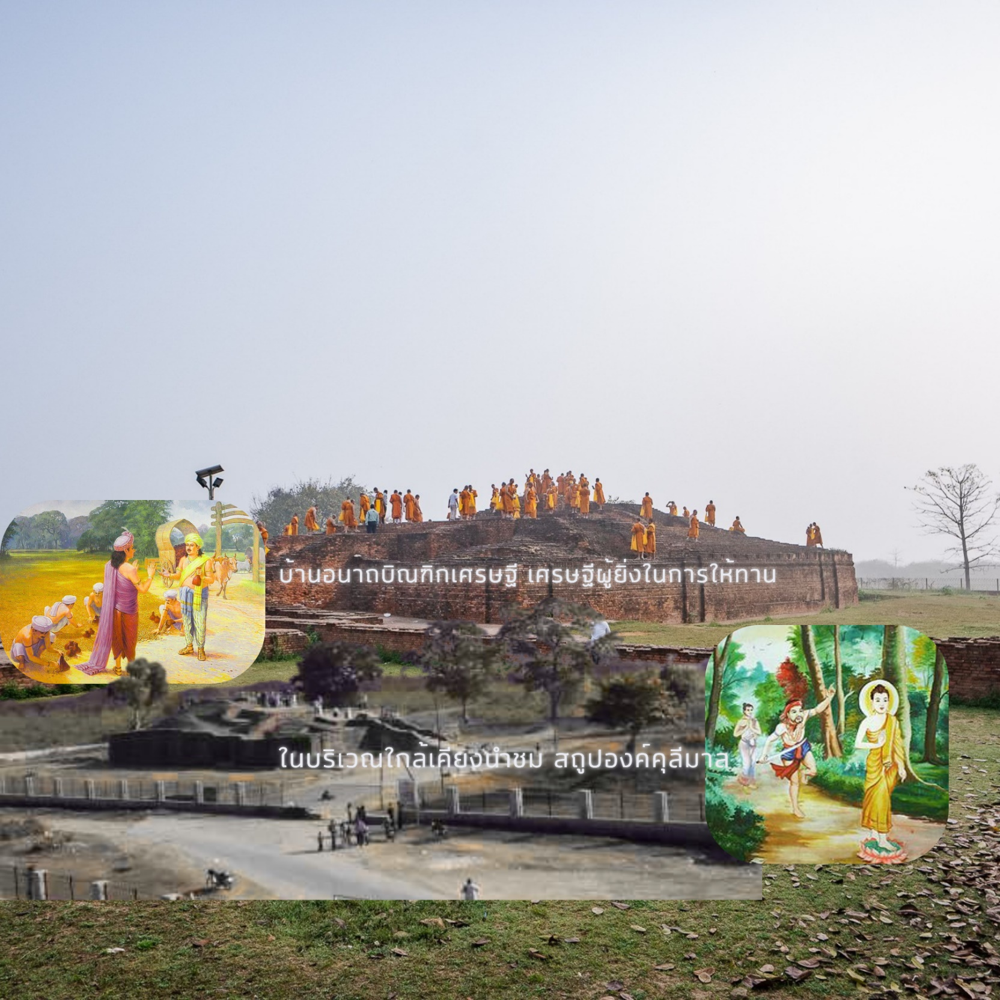 บ้านอนาถบิณฑิกเศรษฐี เศรษฐีผู้ยิ่งในการให้ทาน
ในบริเวณใกล้เคียงนำชม สถูปองค์คุลีมาล